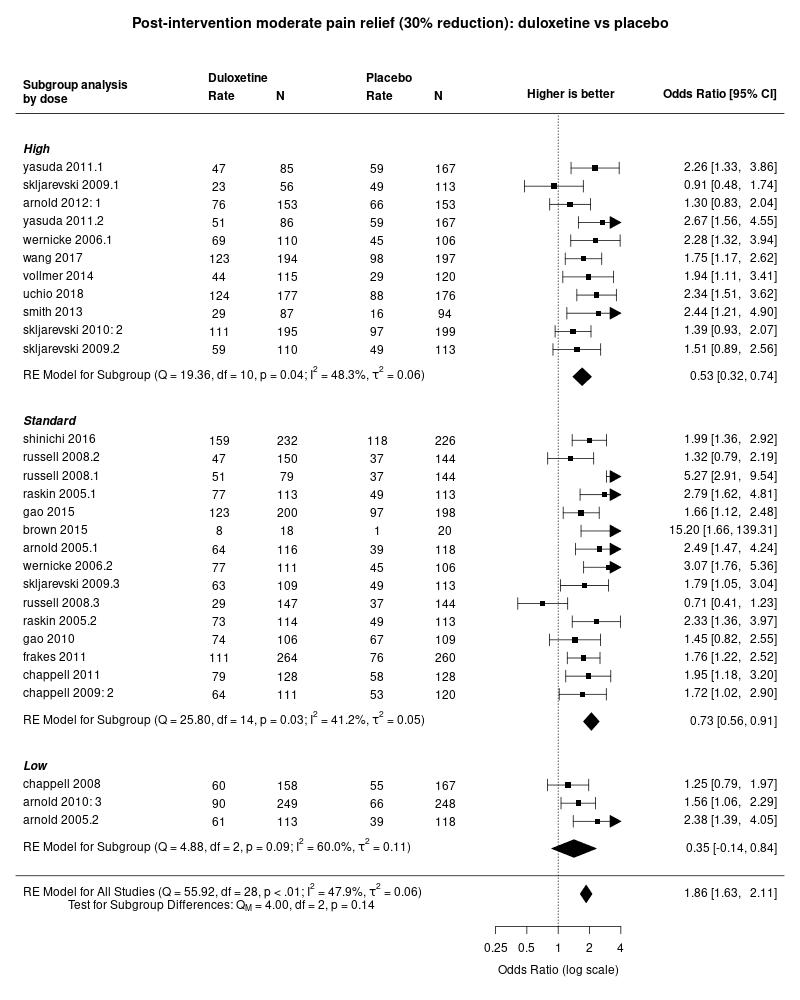 Post-intervention moderate pain relief (30% reduction): duloxetine vs placebo
Duloxetine Placebo
Subgroup analysis by dose Rate N Rate N Higher is better Odds Ratio [95% CI]
High
yasuda 2011.1 47 85 59 167 2.26 [1.33, 3.86]
skljarevski 2009.1 23 56 49 113 0.91 [0.48, 1.74]
arnold 2012: 1 76 153 66 153 1.30 [0.83, 2.04]
yasuda 2011.2 51 86 59 167 2.67 [1.56, 4.55]
wernicke 2006.1 69 110 45 106 2.28 [1.32, 3.94]
wang 2017 123 194 98 197 1.75 [1.17, 2.62]
vollmer 2014 44 115 29 120 1.94 [1.11, 3.41]
uchio 2018 124 177 88 176 2.34 [1.51, 3.62]
smith 2013 29 87 16 94 2.44 [1.21, 4.90]
skljarevski 2010: 2 111 195 97 199 1.39 [0.93, 2.07]
skljarevski 2009.2 59 110 49 113 1.51 [0.89, 2.56]
RE Model for Subgroup (Q = 19.36, df = 10, p = 0.04; I² = 48.3%, τ² = 0.06) 0.53 [0.32, 0.74]
Standard
shinichi 2016 159 232 118 226 1.99 [1.36, 2.92]
russell 2008.2 47 150 37 144 1.32 [0.79, 2.19]
russell 2008.1 51 79 37 144 5.27 [2.91, 9.54]
raskin 2005.1 77 113 49 113 2.79 [1.62, 4.81]
gao 2015 123 200 97 198 1.66 [1.12, 2.48]
brown 2015 8 18 1 20 15.20 [1.66, 139.31]
arnold 2005.1 64 116 39 118 2.49 [1.47, 4.24]
wernicke 2006.2 77 111 45 106 3.07 [1.76, 5.36]
skljarevski 2009.3 63 109 49 113 1.79 [1.05, 3.04]
russell 2008.3 29 147 37 144 0.71 [0.41, 1.23]
raskin 2005.2 73 114 49 113 2.33 [1.36, 3.97]
gao 2010 74 106 67 109 1.45 [0.82, 2.55]
frakes 2011 111 264 76 260 1.76 [1.22, 2.52]
chappell 2011 79 128 58 128 1.95 [1.18, 3.20]
chappell 2009: 2 64 111 53 120 1.72 [1.02, 2.90]
RE Model for Subgroup (Q = 25.80, df = 14, p = 0.03; I² = 41.2%, τ² = 0.05) 0.73 [0.56, 0.91]
Low
chappell 2008 60 158 55 167 1.25 [0.79, 1.97]
arnold 2010: 3 90 249 66 248 1.56 [1.06, 2.29]
arnold 2005.2 61 113 39 118 2.38 [1.39, 4.05]
RE Model for Subgroup (Q = 4.88, df = 2, p = 0.09; I² = 60.0%, τ² = 0.11) 0.35 [-0.14, 0.84]
RE Model for All Studies (Q = 55.92, df = 28, p < .01; I² = 47.9%, τ² = 0.06) 1.86 [1.63, 2.11]
Test for Subgroup Differences: Q_M = 4.00, df = 2, p = 0.14
0.25 0.5 1 2 4
Odds Ratio (log scale)